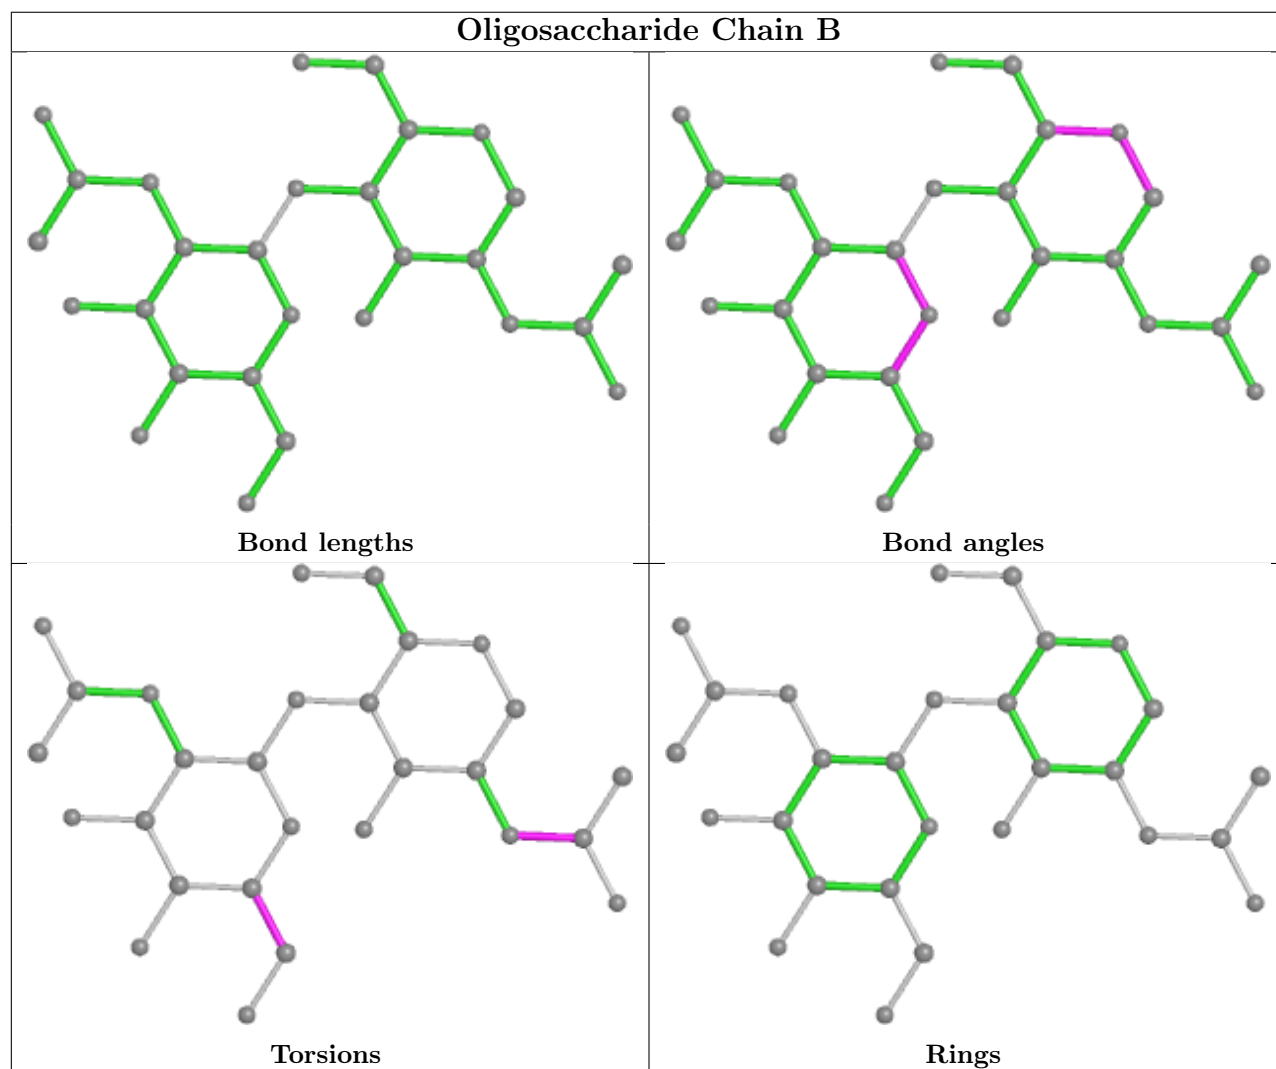 Oligosaccharide Chain B
Bond lengths
Bond angles
Torsions
Rings